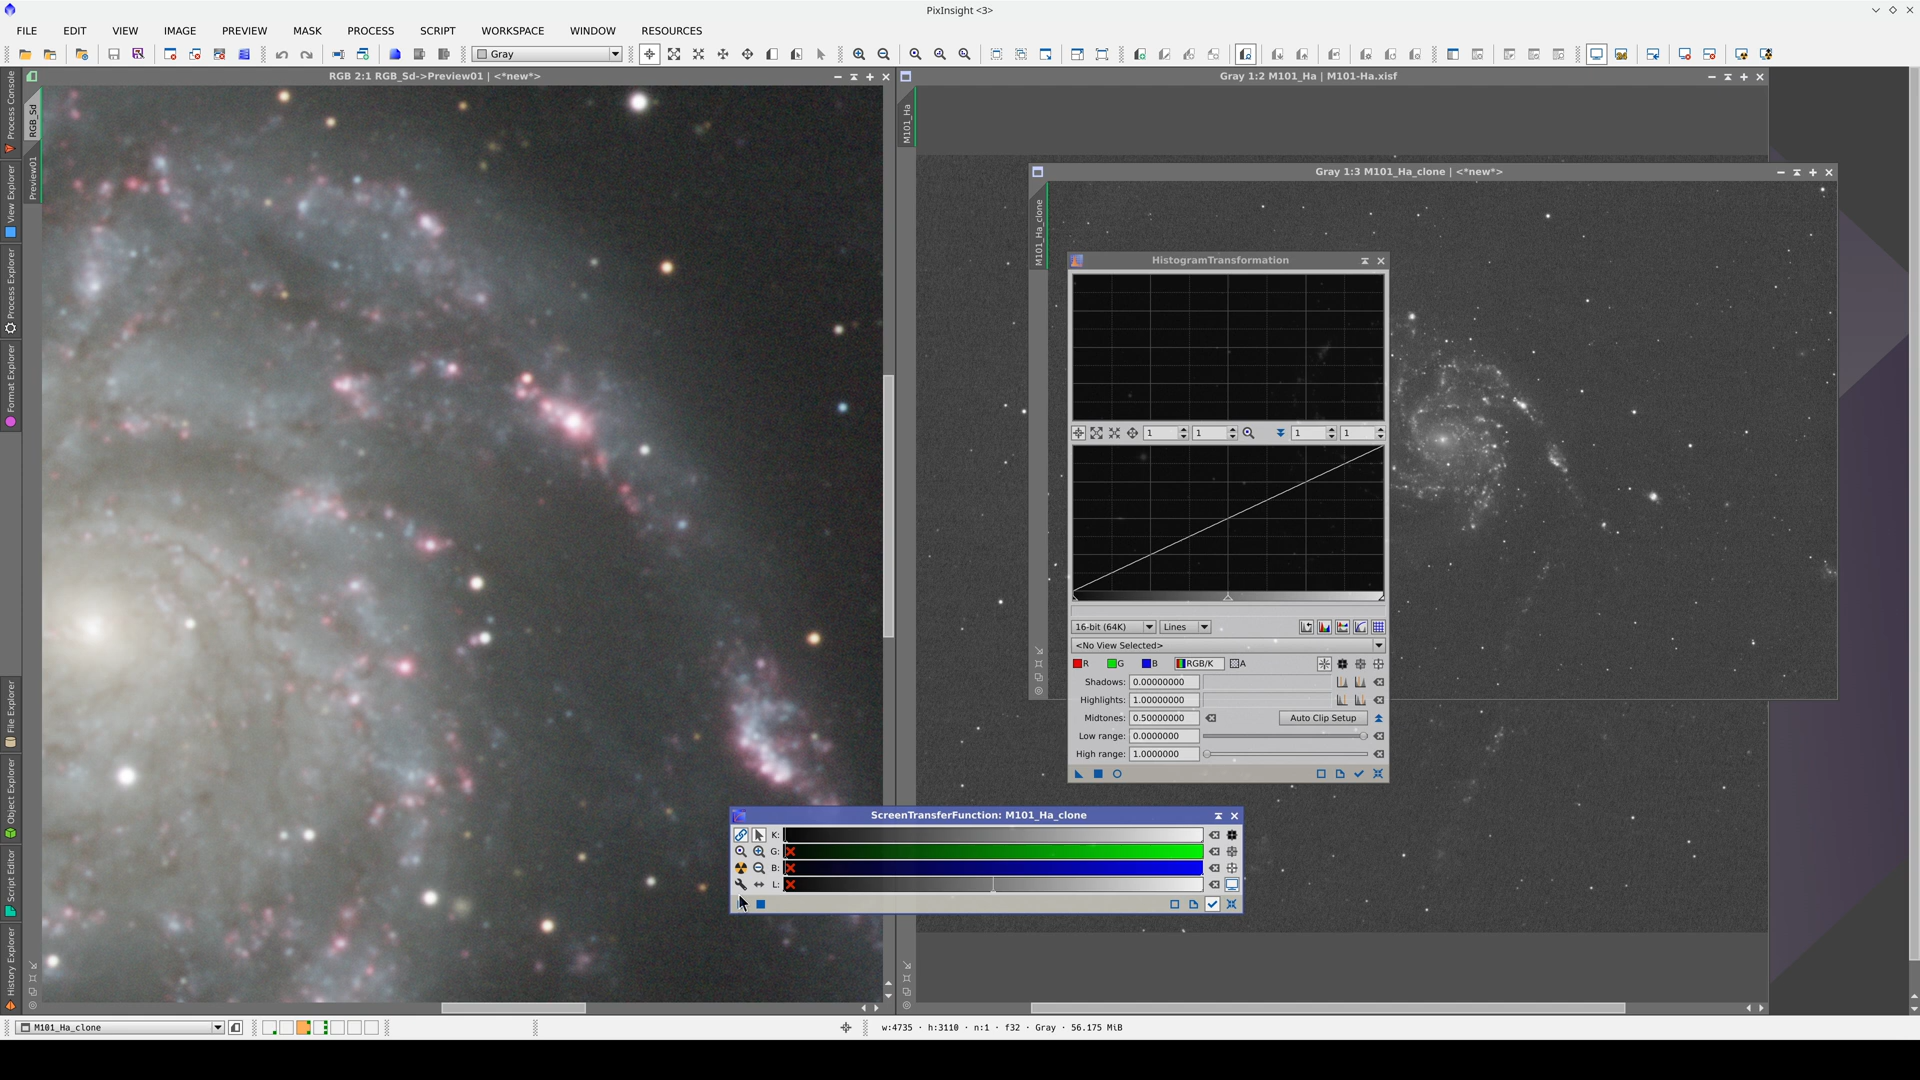 PixInsight <3>
FILE EDIT VIEW IMAGE PREVIEW MASK PROCESS SCRIPT WORKSPACE WINDOW RESOURCES
Gray
Process Console
View Explorer
Process Explorer
Format Explorer
File Explorer
Object Explorer
Script Editor
History Explorer
RGB 2:1 RGB_Sd->Preview01 | <*new*>
RGB_Sd
Preview01
Gray 1:2 M101_Ha | M101-Ha.xisf
M101_Ha
Gray 1:3 M101_Ha_clone | <*new*>
M101_Ha_clone
HistogramTransformation
1 1 1 1
16-bit (64K) Lines
<No View Selected>
R G B RGB/K A
Shadows: 0.00000000
Highlights: 1.00000000
Midtones: 0.50000000 Auto Clip Setup
Low range: 0.0000000
High range: 1.0000000
ScreenTransferFunction: M101_Ha_clone
K:
G:
B:
L:
M101_Ha_clone
w:4735 · h:3110 · n:1 · f32 · Gray · 56.175 MiB